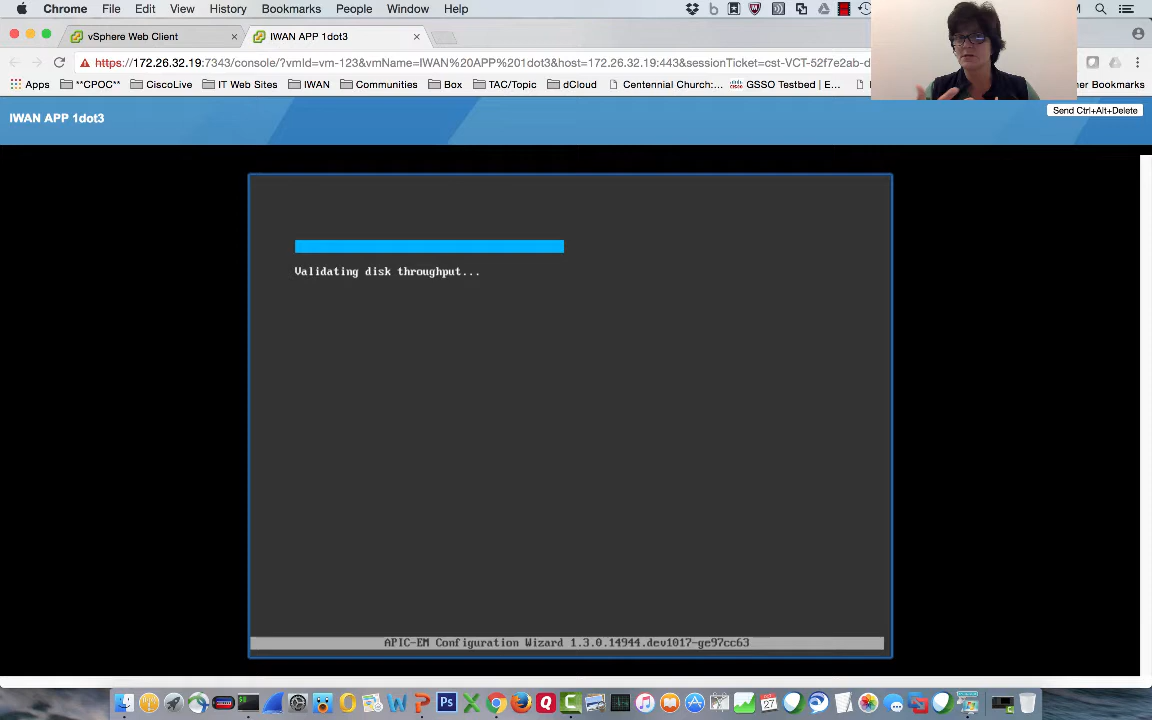 Chrome File Edit View History Bookmarks People Window Help
vSphere Web Client
IWAN APP 1dot3
https://172.26.32.19:7343/console/?vmId=vm-123&vmName=IWAN%20APP%201dot3&host=172.26.32.19:443&sessionTicket=cst-VCT-52f7e2ab-d
Apps **CPOC** CiscoLive IT Web Sites IWAN Communities Box TAC/Topic dCloud Centennial Church:... GSSO Testbed | E... her Bookmarks
IWAN APP 1dot3
Send Ctrl+Alt+Delete
Validating disk throughput...
APIC-EM Configuration Wizard 1.3.0.14944.dev1017-ge97cc63